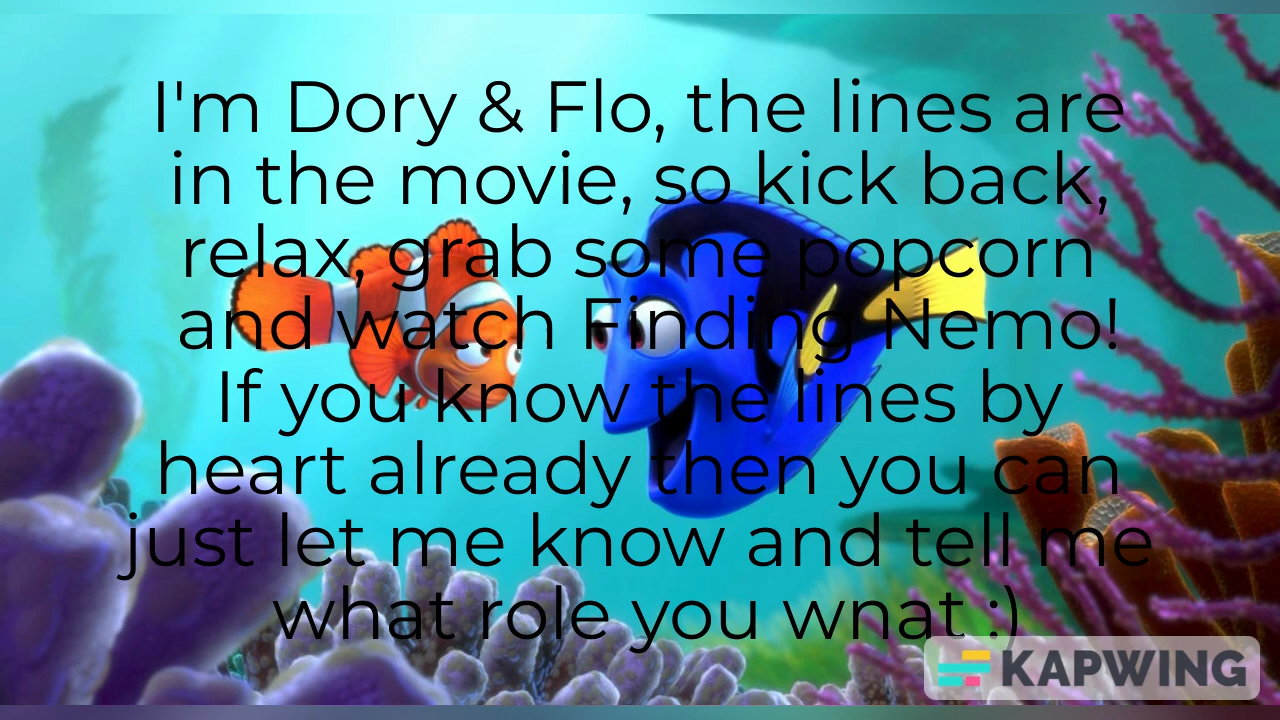 I'm Dory & Flo, the lines are
in the movie, so kick back,
relax, grab some popcorn
and watch Finding Nemo!
If you know the lines by
heart already then you can
just let me know and tell me
what role you wnat :)
KAPWING